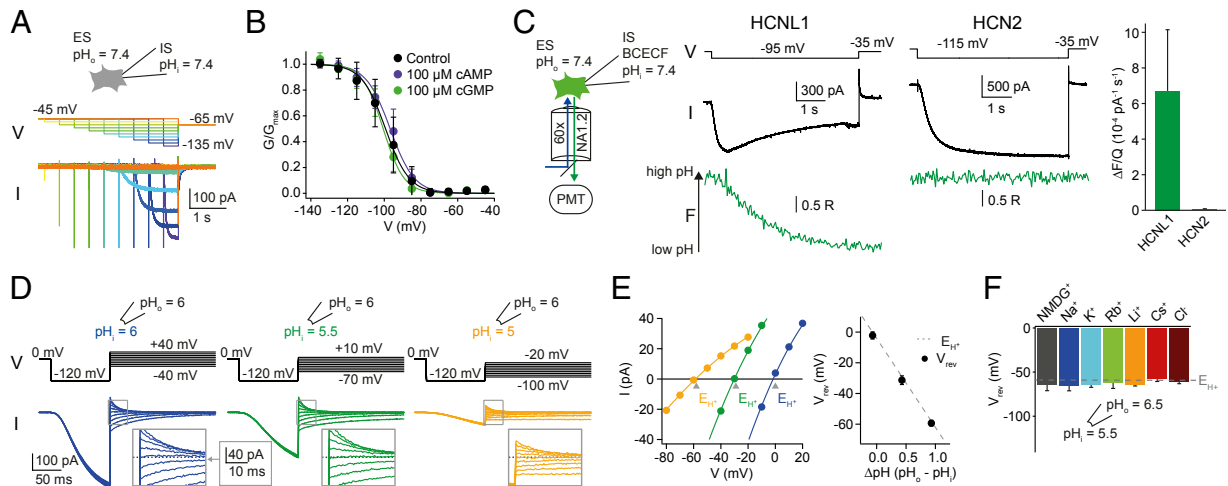 A
ES
pHo = 7.4
IS
pHi = 7.4
-45 mV
-65 mV
V
-135 mV
I
100 pA
1 s
B
G/Gmax
1.0
0.8
0.6
0.4
0.2
0.0
Control
100 µM cAMP
100 µM cGMP
-140
-120
-100
-80
-60
-40
V (mV)
C
ES
pHo = 7.4
IS
BCECF
pHi = 7.4
60x
NA1.2
PMT
HCNL1
V
-95 mV
-35 mV
I
300 pA
1 s
high pH
F
low pH
0.5 R
HCN2
-115 mV
-35 mV
500 pA
1 s
0.5 R
ΔF/Q (10⁻⁴ pA⁻¹ s⁻¹)
10
8
6
4
2
0
HCNL1
HCN2
D
pHo = 6
pHi = 6
pHo = 6
pHi = 5.5
pHo = 6
pHi = 5
V
0 mV
-120 mV
+40 mV
-40 mV
0 mV
-120 mV
+10 mV
-70 mV
0 mV
-120 mV
-20 mV
-100 mV
I
100 pA
50 ms
40 pA
10 ms
E
I (pA)
40
20
0
-20
-40
EH+
EH+
EH+
-80
-60
-40
-20
0
20
V (mV)
Vrev (mV)
0
-20
-40
-60
EH+
Vrev
0.0
0.5
1.0
ΔpH (pHo - pHi)
F
NMDG⁺
Na⁺
K⁺
Rb⁺
Li⁺
Cs⁺
Cl⁻
Vrev (mV)
0
-50
-100
EH+
pHo = 6.5
pHi = 5.5